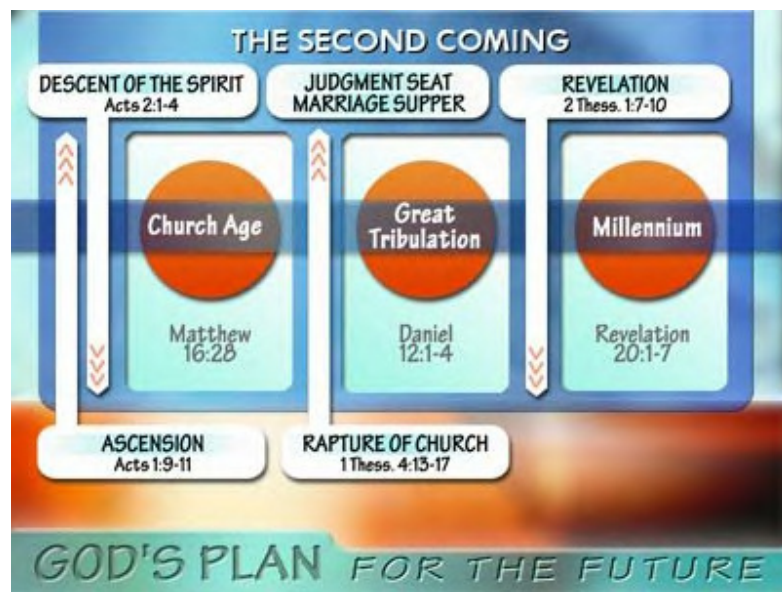 THE SECOND COMING
DESCENT OF THE SPIRIT
Acts 2:1-4
JUDGMENT SEAT
MARRIAGE SUPPER
REVELATION
2 Thess. 1:7-10
Church Age
Matthew
16:28
Great
Tribulation
Daniel
12:1-4
Millennium
Revelation
20:1-7
ASCENSION
Acts 1:9-11
RAPTURE OF CHURCH
1 Thess. 4:13-17
GOD'S PLAN FOR THE FUTURE